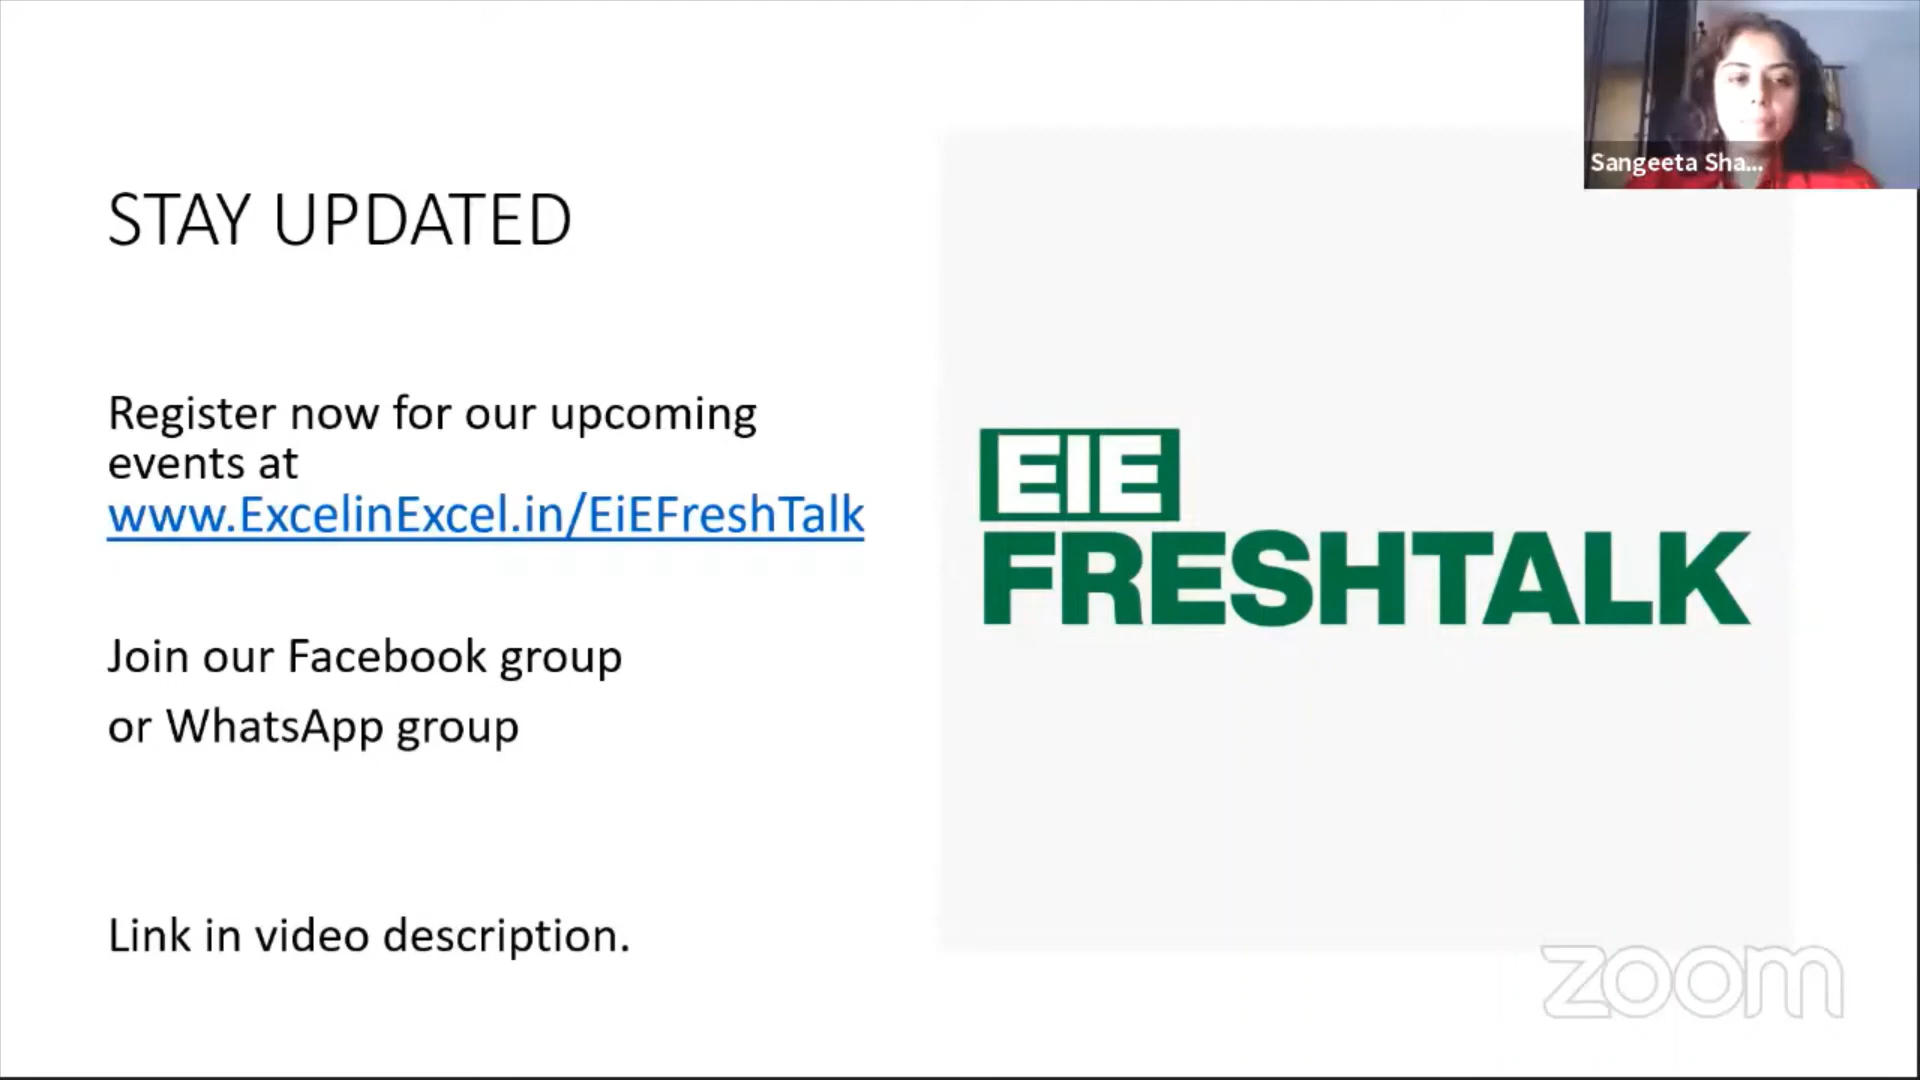 Sangeeta Sha...
STAY UPDATED
Register now for our upcoming
events at
www.ExcelinExcel.in/EiEFreshTalk
Join our Facebook group
or WhatsApp group
Link in video description.
EIE
FRESHTALK
zoom